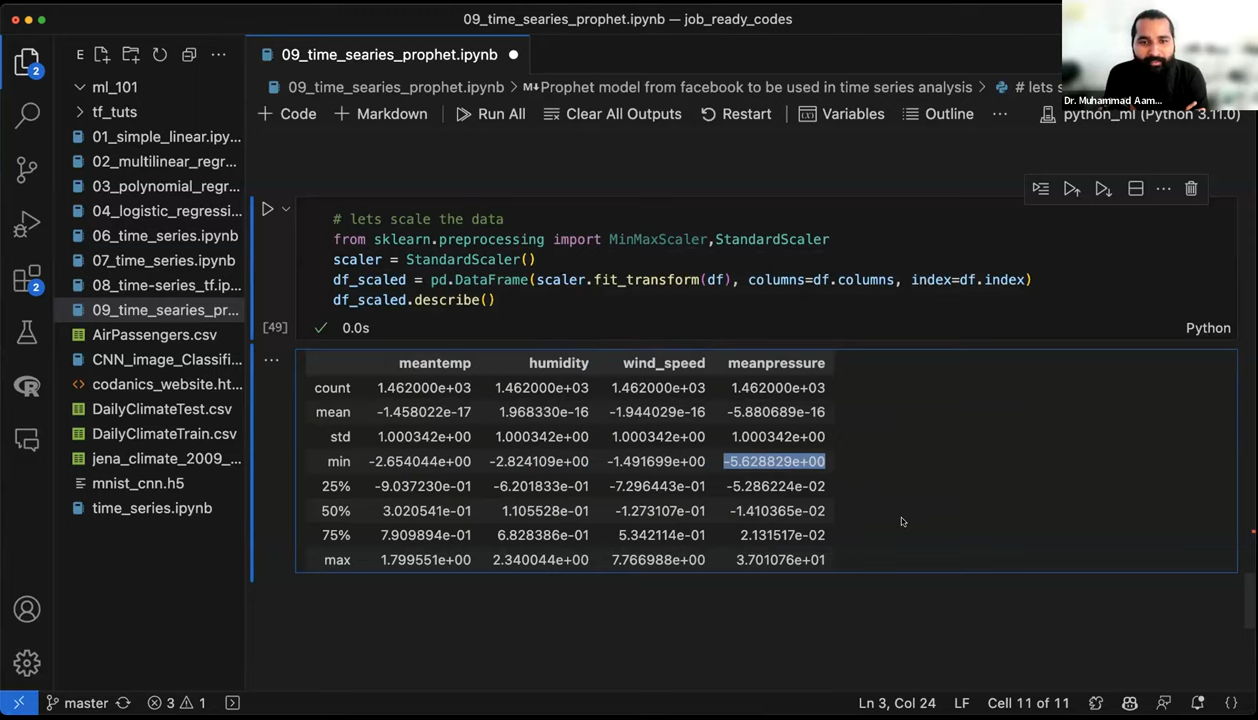 09_time_searies_prophet.ipynb — job_ready_codes
Dr. Muhammad Aam...
E
09_time_searies_prophet.ipynb
2
ml_101
tf_tuts
01_simple_linear.ipy...
02_multilinear_regr...
03_polynomial_regr...
04_logistic_regressi...
06_time_series.ipynb
07_time_series.ipynb
08_time-series_tf.ip...
09_time_searies_pr...
AirPassengers.csv
CNN_image_Classifi...
codanics_website.ht...
DailyClimateTest.csv
DailyClimateTrain.csv
jena_climate_2009_...
mnist_cnn.h5
time_series.ipynb
2
09_time_searies_prophet.ipynb > M↓Prophet model from facebook to be used in time series analysis > # lets s
+ Code + Markdown Run All Clear All Outputs Restart Variables Outline ... python_ml (Python 3.11.0)
# lets scale the data
from sklearn.preprocessing import MinMaxScaler,StandardScaler
scaler = StandardScaler()
df_scaled = pd.DataFrame(scaler.fit_transform(df), columns=df.columns, index=df.index)
df_scaled.describe()
[49] 0.0s Python
meantemp humidity wind_speed meanpressure
count 1.462000e+03 1.462000e+03 1.462000e+03 1.462000e+03
mean -1.458022e-17 1.968330e-16 -1.944029e-16 -5.880689e-16
std 1.000342e+00 1.000342e+00 1.000342e+00 1.000342e+00
min -2.654044e+00 -2.824109e+00 -1.491699e+00 -5.628829e+00
25% -9.037230e-01 -6.201833e-01 -7.296443e-01 -5.286224e-02
50% 3.020541e-01 1.105528e-01 -1.273107e-01 -1.410365e-02
75% 7.909894e-01 6.828386e-01 5.342114e-01 2.131517e-02
max 1.799551e+00 2.340044e+00 7.766988e+00 3.701076e+01
master 3 1 Ln 3, Col 24 LF Cell 11 of 11